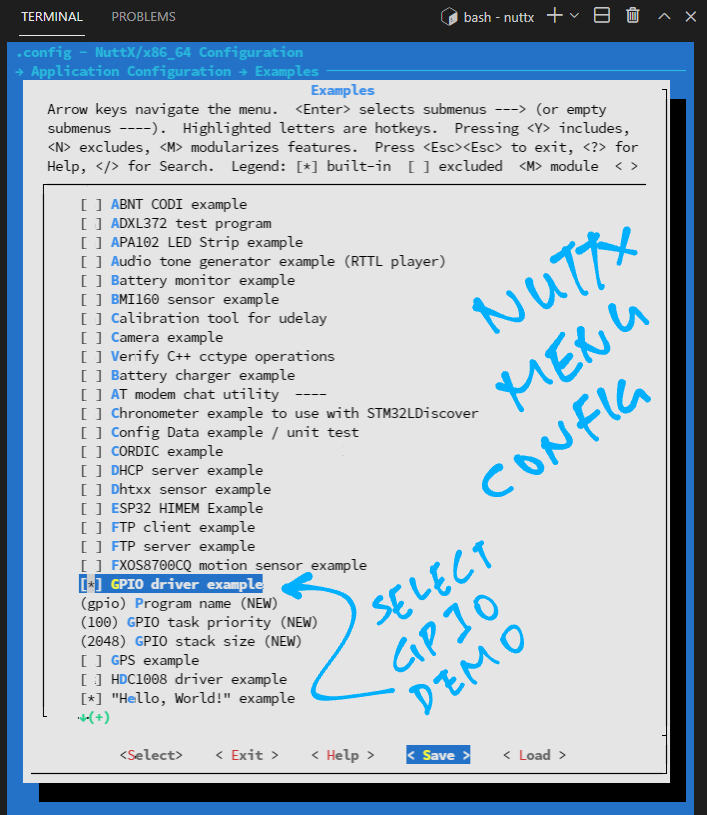 TERMINAL PROBLEMS bash - nuttx
.config - NuttX/x86_64 Configuration
→ Application Configuration → Examples
Examples
Arrow keys navigate the menu. <Enter> selects submenus ---> (or empty
submenus ----). Highlighted letters are hotkeys. Pressing <Y> includes,
<N> excludes, <M> modularizes features. Press <Esc><Esc> to exit, <?> for
Help, </> for Search. Legend: [*] built-in [ ] excluded <M> module < >
[ ] ABNT CODI example
[ ] ADXL372 test program
[ ] APA102 LED Strip example
[ ] Audio tone generator example (RTTL player)
[ ] Battery monitor example
[ ] BMI160 sensor example
[ ] Calibration tool for udelay
[ ] Camera example
[ ] Verify C++ cctype operations
[ ] Battery charger example
[ ] AT modem chat utility ----
[ ] Chronometer example to use with STM32LDiscover
[ ] Config Data example / unit test
[ ] CORDIC example
[ ] DHCP server example
[ ] Dhtxx sensor example
[ ] ESP32 HIMEM Example
[ ] FTP client example
[ ] FTP server example
[ ] FXOS8700CQ motion sensor example
[*] GPIO driver example
(gpio) Program name (NEW)
(100) GPIO task priority (NEW)
(2048) GPIO stack size (NEW)
[ ] GPS example
[ ] HDC1008 driver example
[*] "Hello, World!" example
↓(+)
<Select> < Exit > < Help > < Save > < Load >
NUTTX
MENU
CONFIG
SELECT
GPIO
DEMO